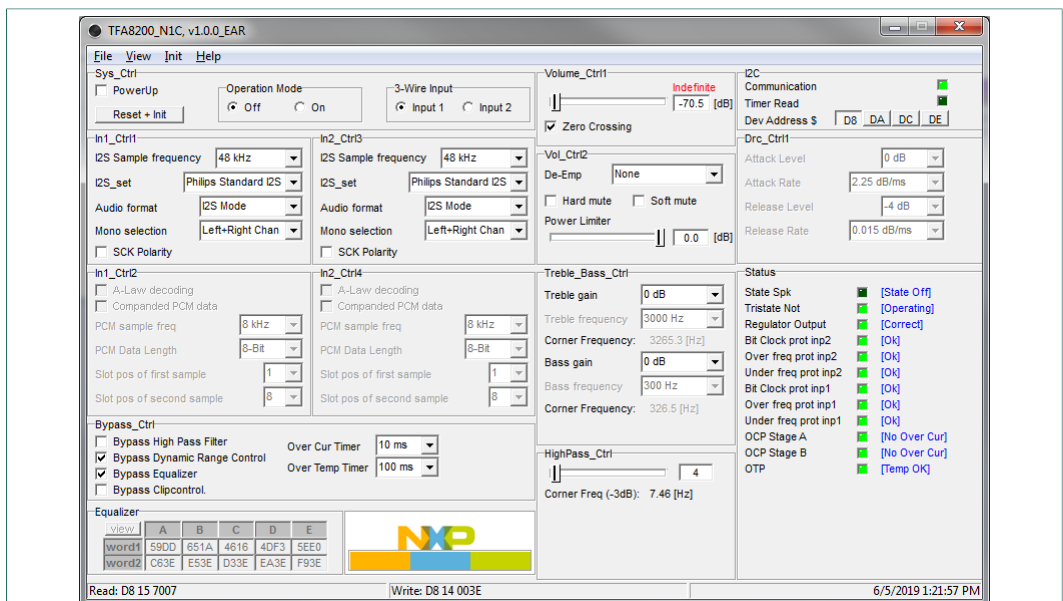 TFA8200_N1C, v1.0.0_EAR
File View Init Help
Sys_Ctrl
PowerUp
Reset + Init
Operation Mode
Off On
3-Wire Input
Input 1 Input 2
Volume_Ctrl1
Indefinite
-70.5 [dB]
Zero Crossing
I2C
Communication
Timer Read
Dev Address $ D8 DA DC DE
In1_Ctrl1
I2S Sample frequency 48 kHz
I2S_set Philips Standard I2S
Audio format I2S Mode
Mono selection Left+Right Chan
SCK Polarity
In2_Ctrl3
I2S Sample frequency 48 kHz
I2S_set Philips Standard I2S
Audio format I2S Mode
Mono selection Left+Right Chan
SCK Polarity
Vol_Ctrl2
De-Emp None
Hard mute Soft mute
Power Limiter
0.0 [dB]
Drc_Ctrl1
Attack Level 0 dB
Attack Rate 2.25 dB/ms
Release Level -4 dB
Release Rate 0.015 dB/ms
In1_Ctrl2
A-Law decoding
Companded PCM data
PCM sample freq 8 kHz
PCM Data Length 8-Bit
Slot pos of first sample 1
Slot pos of second sample 8
In2_Ctrl4
A-Law decoding
Companded PCM data
PCM sample freq 8 kHz
PCM Data Length 8-Bit
Slot pos of first sample 1
Slot pos of second sample 8
Treble_Bass_Ctrl
Treble gain 0 dB
Treble frequency 3000 Hz
Corner Frequency: 3265.3 [Hz]
Bass gain 0 dB
Bass frequency 300 Hz
Corner Frequency: 326.5 [Hz]
Status
State Spk [State Off]
Tristate Not [Operating]
Regulator Output [Correct]
Bit Clock prot inp2 [Ok]
Over freq prot inp2 [Ok]
Under freq prot inp2 [Ok]
Bit Clock prot inp1 [Ok]
Over freq prot inp1 [Ok]
Under freq prot inp1 [Ok]
OCP Stage A [No Over Cur]
OCP Stage B [No Over Cur]
OTP [Temp OK]
Bypass_Ctrl
Bypass High Pass Filter
Bypass Dynamic Range Control
Bypass Equalizer
Bypass Clipcontrol.
Over Cur Timer 10 ms
Over Temp Timer 100 ms
HighPass_Ctrl
4
Corner Freq (-3dB): 7.46 [Hz]
Equalizer
view A B C D E
word1 59DD 651A 4616 4DF3 5EE0
word2 C63E E53E D33E EA3E F93E
NXP
Read: D8 15 7007 Write: D8 14 003E 6/5/2019 1:21:57 PM